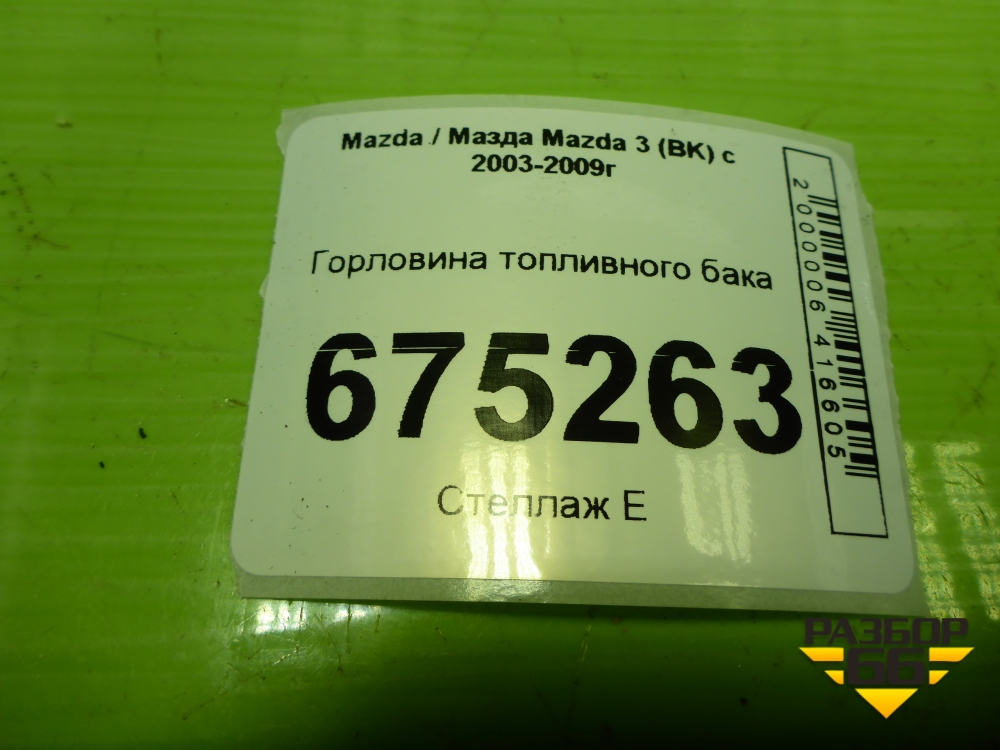 Mazda / Мазда Mazda 3 (BK) с
2003-2009г
Горловина топливного бака
675263
Стеллаж Е
2000006416605
РАЗБОР
66